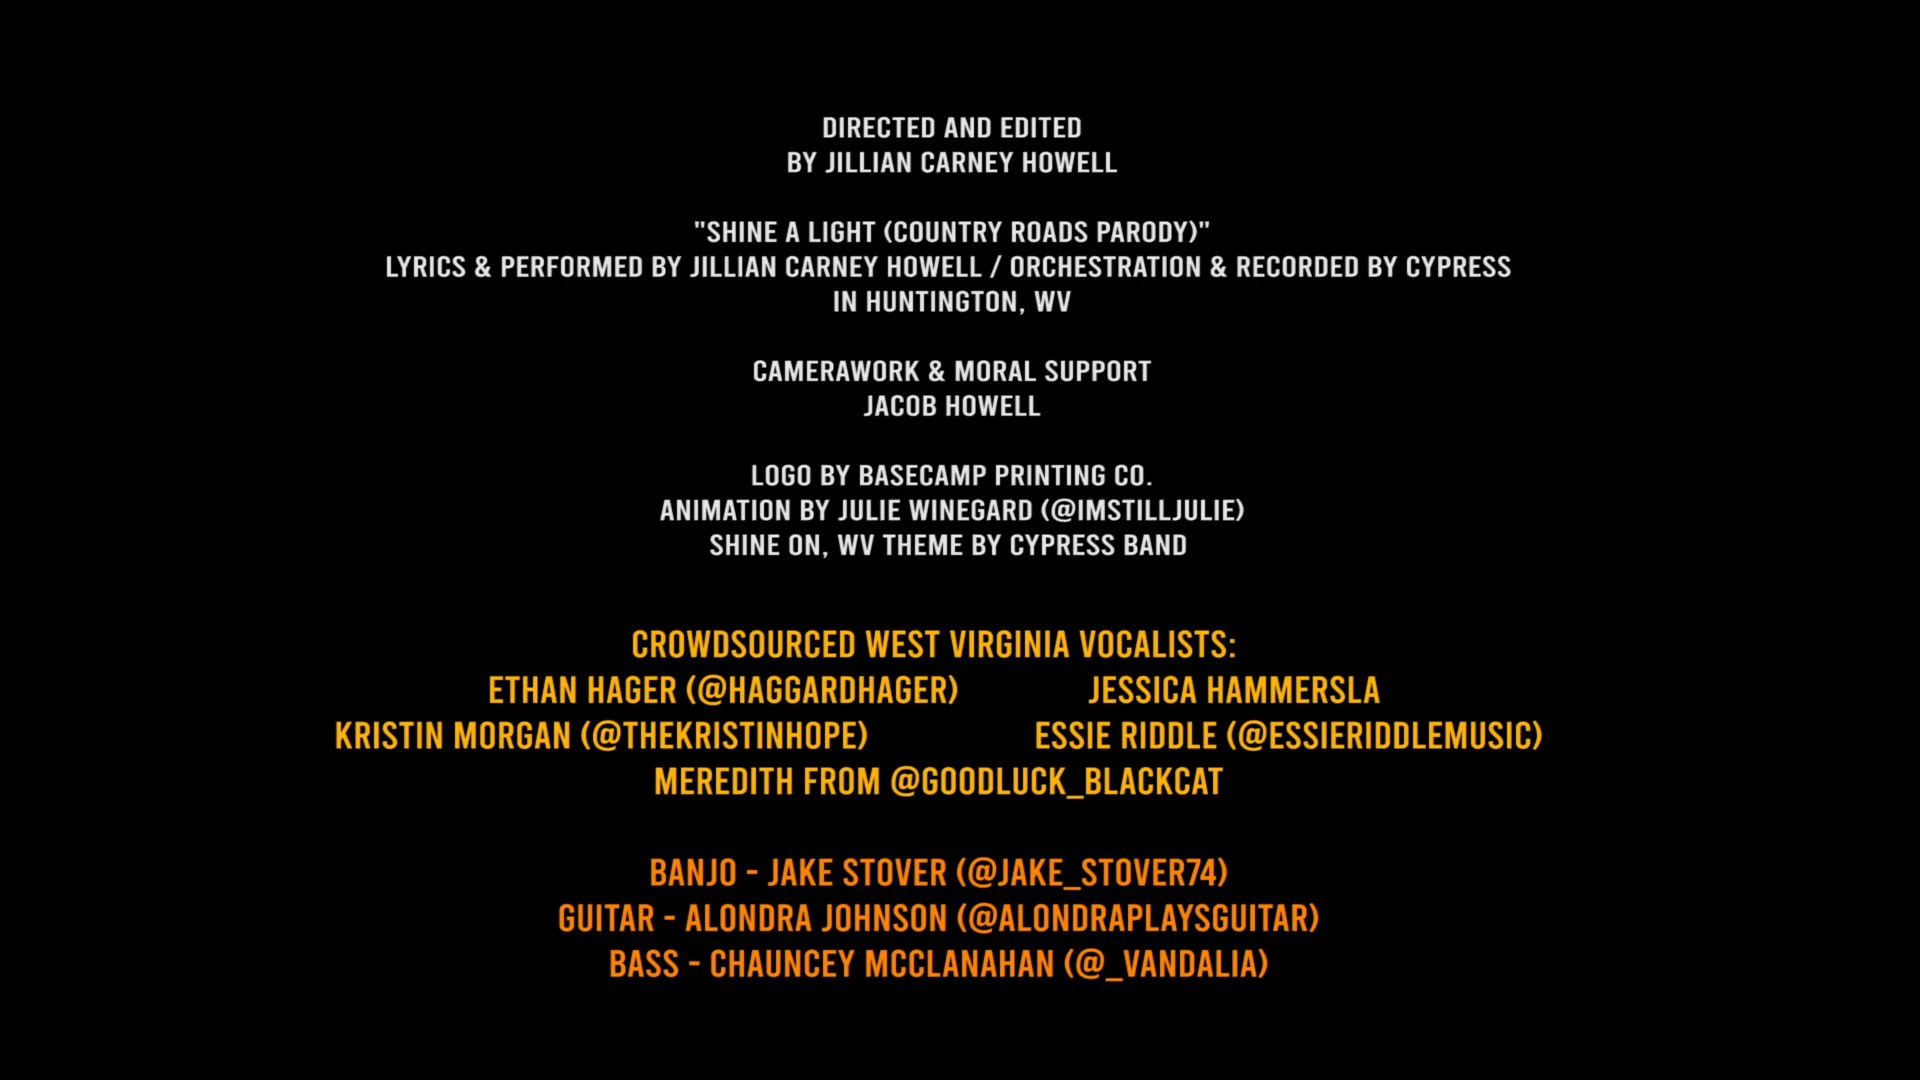 DIRECTED AND EDITED
BY JILLIAN CARNEY HOWELL
"SHINE A LIGHT (COUNTRY ROADS PARODY)"
LYRICS & PERFORMED BY JILLIAN CARNEY HOWELL / ORCHESTRATION & RECORDED BY CYPRESS
IN HUNTINGTON, WV
CAMERAWORK & MORAL SUPPORT
JACOB HOWELL
LOGO BY BASECAMP PRINTING CO.
ANIMATION BY JULIE WINEGARD (@IMSTILLJULIE)
SHINE ON, WV THEME BY CYPRESS BAND
CROWDSOURCED WEST VIRGINIA VOCALISTS:
ETHAN HAGER (@HAGGARDHAGER) JESSICA HAMMERSLA
KRISTIN MORGAN (@THEKRISTINHOPE) ESSIE RIDDLE (@ESSIERIDDLEMUSIC)
MEREDITH FROM @GOODLUCK_BLACKCAT
BANJO - JAKE STOVER (@JAKE_STOVER74)
GUITAR - ALONDRA JOHNSON (@ALONDRAPLAYSGUITAR)
BASS - CHAUNCEY MCCLANAHAN (@_VANDALIA)